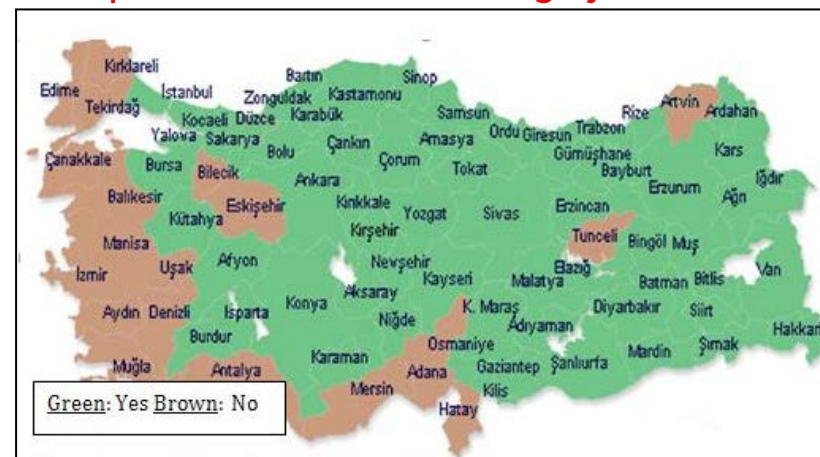 Kırklareli
Edirne
Tekirdağ
İstanbul
Bartın
Sinop
Zonguldak
Kastamonu
Kocaeli
Düzce
Karabük
Samsun
Yalova
Sakarya
Bolu
Çankırı
Amasya
Ordu
Giresun
Trabzon
Rize
Artvin
Ardahan
Çanakkale
Bursa
Bilecik
Çorum
Tokat
Gümüşhane
Bayburt
Kars
Balıkesir
Eskişehir
Ankara
Kırıkkale
Yozgat
Sivas
Erzincan
Erzurum
Ağrı
Iğdır
Kütahya
Kırşehir
Tunceli
Bingöl
Muş
Manisa
Uşak
Afyon
Nevşehir
Kayseri
Malatya
Elazığ
Batman
Bitlis
Van
İzmir
Aksaray
K. Maraş
Diyarbakır
Siirt
Aydın
Denizli
Isparta
Konya
Niğde
Adıyaman
Hakkari
Burdur
Osmaniye
Muğla
Antalya
Karaman
Mersin
Adana
Gaziantep
Şanlıurfa
Mardin
Şırnak
Kilis
Hatay
Green: Yes Brown: No